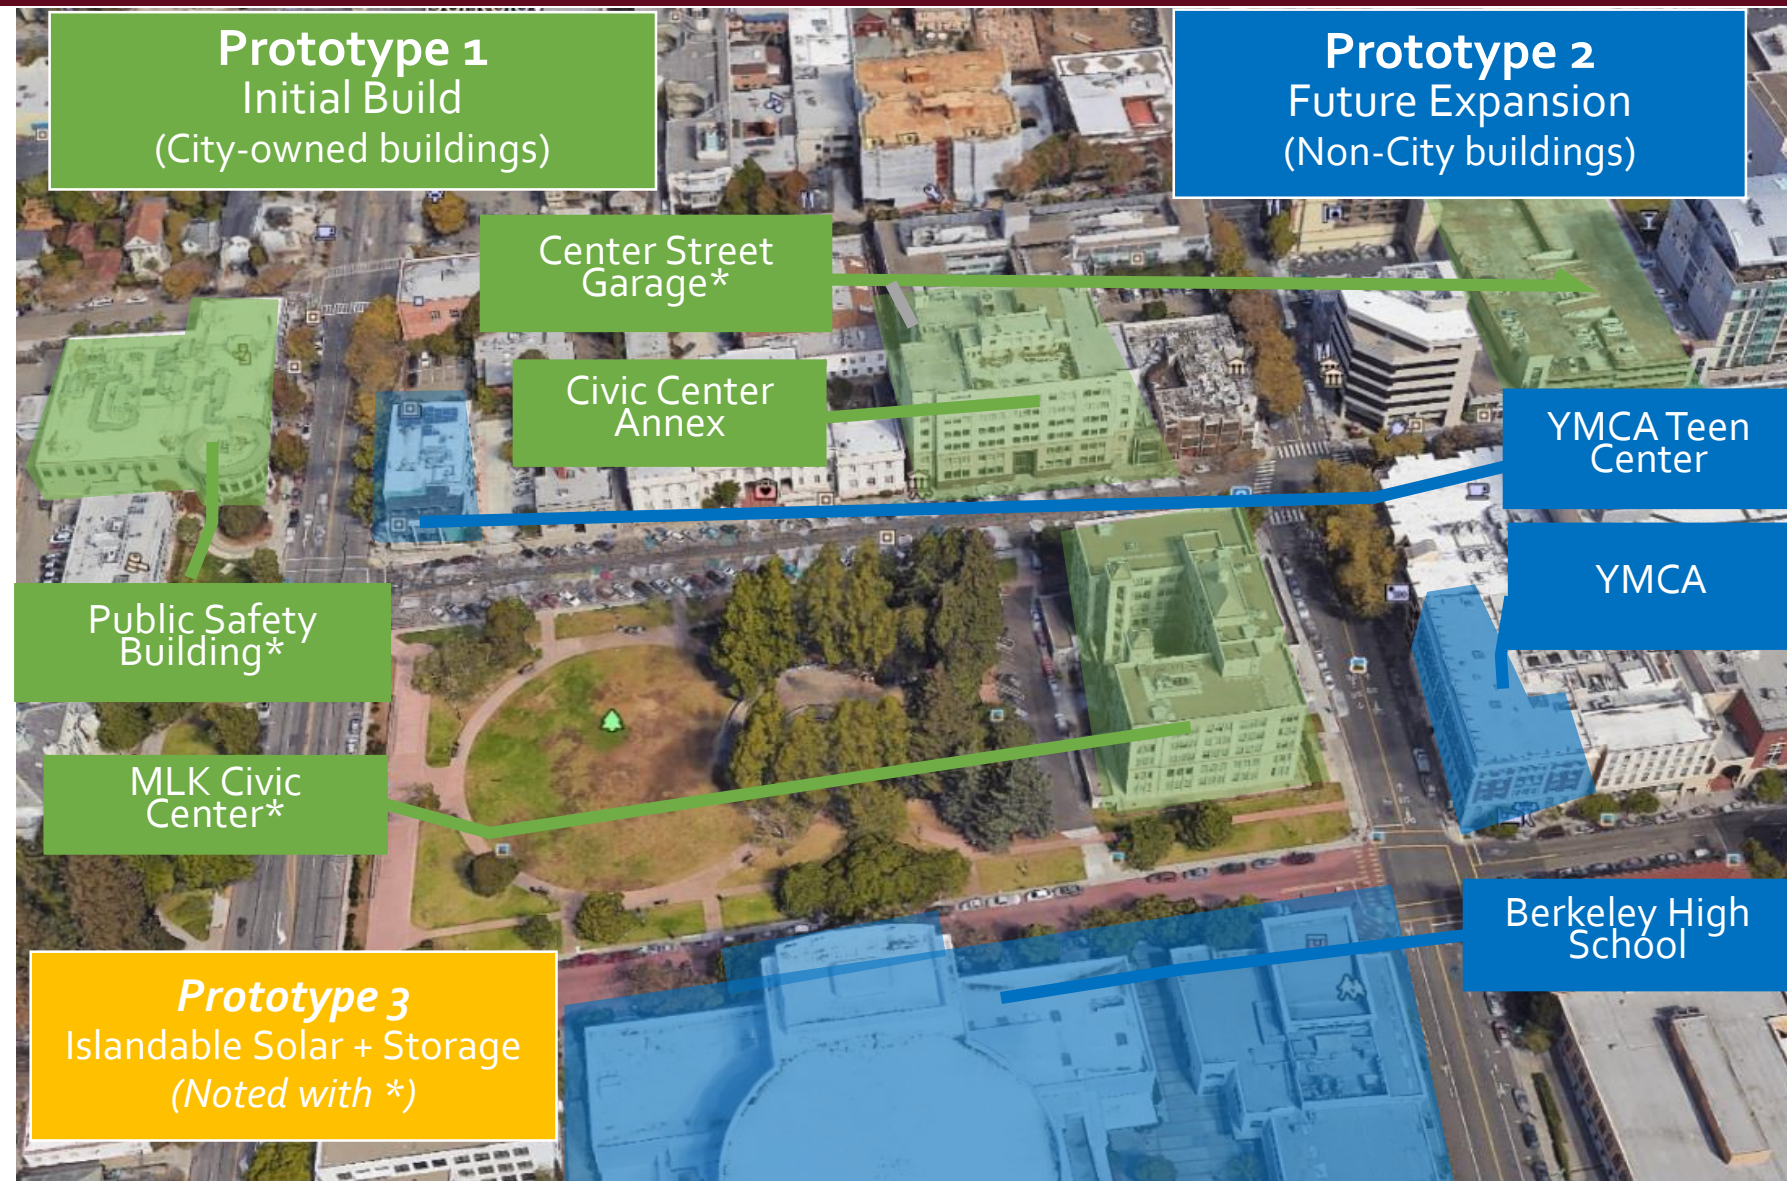 Prototype 1
Initial Build
(City-owned buildings)
Prototype 2
Future Expansion
(Non-City buildings)
Center Street
Garage*
Civic Center
Annex
YMCA Teen
Center
YMCA
Public Safety
Building*
MLK Civic
Center*
Berkeley High
School
Prototype 3
Islandable Solar + Storage
(Noted with *)